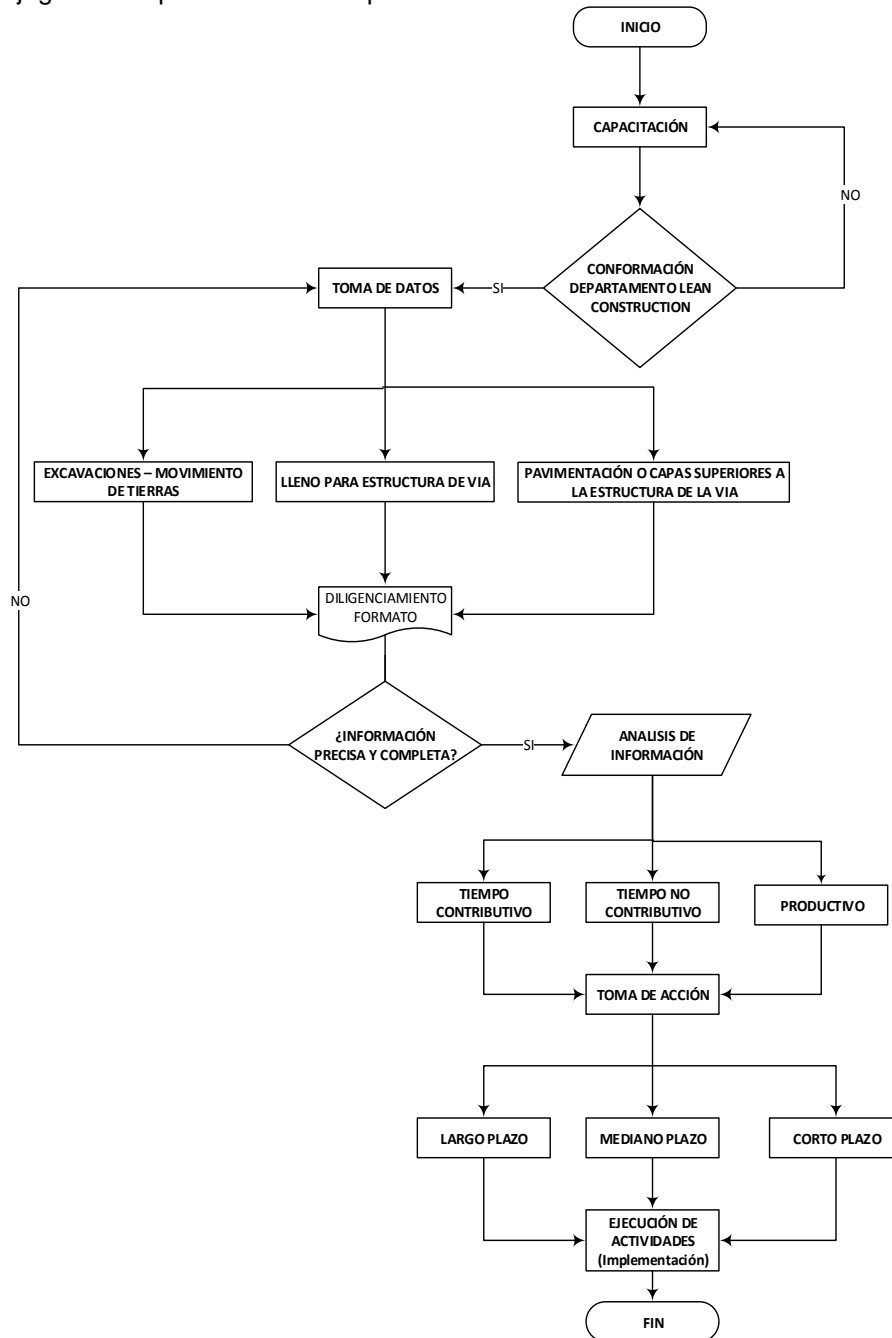 INICIO
CAPACITACIÓN
NO
CONFORMACIÓN
DEPARTAMENTO LEAN
CONSTRUCTION
SI
TOMA DE DATOS
EXCAVACIONES – MOVIMIENTO
DE TIERRAS
LLENO PARA ESTRUCTURA DE VIA
PAVIMENTACIÓN O CAPAS SUPERIORES A
LA ESTRUCTURA DE LA VIA
DILIGENCIAMIENTO
FORMATO
NO
¿INFORMACIÓN
PRECISA Y COMPLETA?
SI
ANALISIS DE
INFORMACIÓN
TIEMPO
CONTRIBUTIVO
TIEMPO NO
CONTRIBUTIVO
PRODUCTIVO
TOMA DE ACCIÓN
LARGO PLAZO
MEDIANO PLAZO
CORTO PLAZO
EJECUCIÓN DE
ACTIVIDADES
(Implementación)
FIN